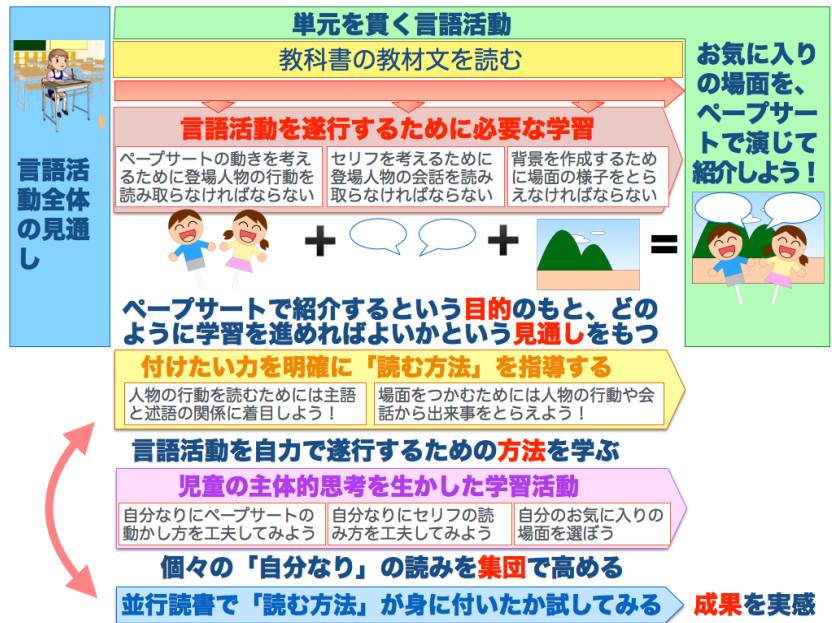 単元を貫く言語活動
教科書の教材文を読む
言語活動全体の見通し
言語活動を遂行するために必要な学習
ペープサートの動きを考え
るために登場人物の行動を
読み取らなければならない
セリフを考えるために
登場人物の会話を読み
取らなければならない
背景を作成するため
に場面の様子をとら
えなければならない
+
+
=
お気に入り
の場面を、
ペープサー
トで演じて
紹介しよう！
ペープサートで紹介するという目的のもと、どの
ように学習を進めればよいかという見通しをもつ
付けたい力を明確に「読む方法」を指導する
人物の行動を読むためには主語
と述語の関係に着目しよう！
場面をつかむためには人物の行動や会
話から出来事をとらえよう！
言語活動を自力で遂行するための方法を学ぶ
児童の主体的思考を生かした学習活動
自分なりにペープサートの
動かし方を工夫してみよう
自分なりにセリフの読
み方を工夫してみよう
自分のお気に入りの
場面を選ぼう
個々の「自分なり」の読みを集団で高める
並行読書で「読む方法」が身に付いたか試してみる
成果を実感